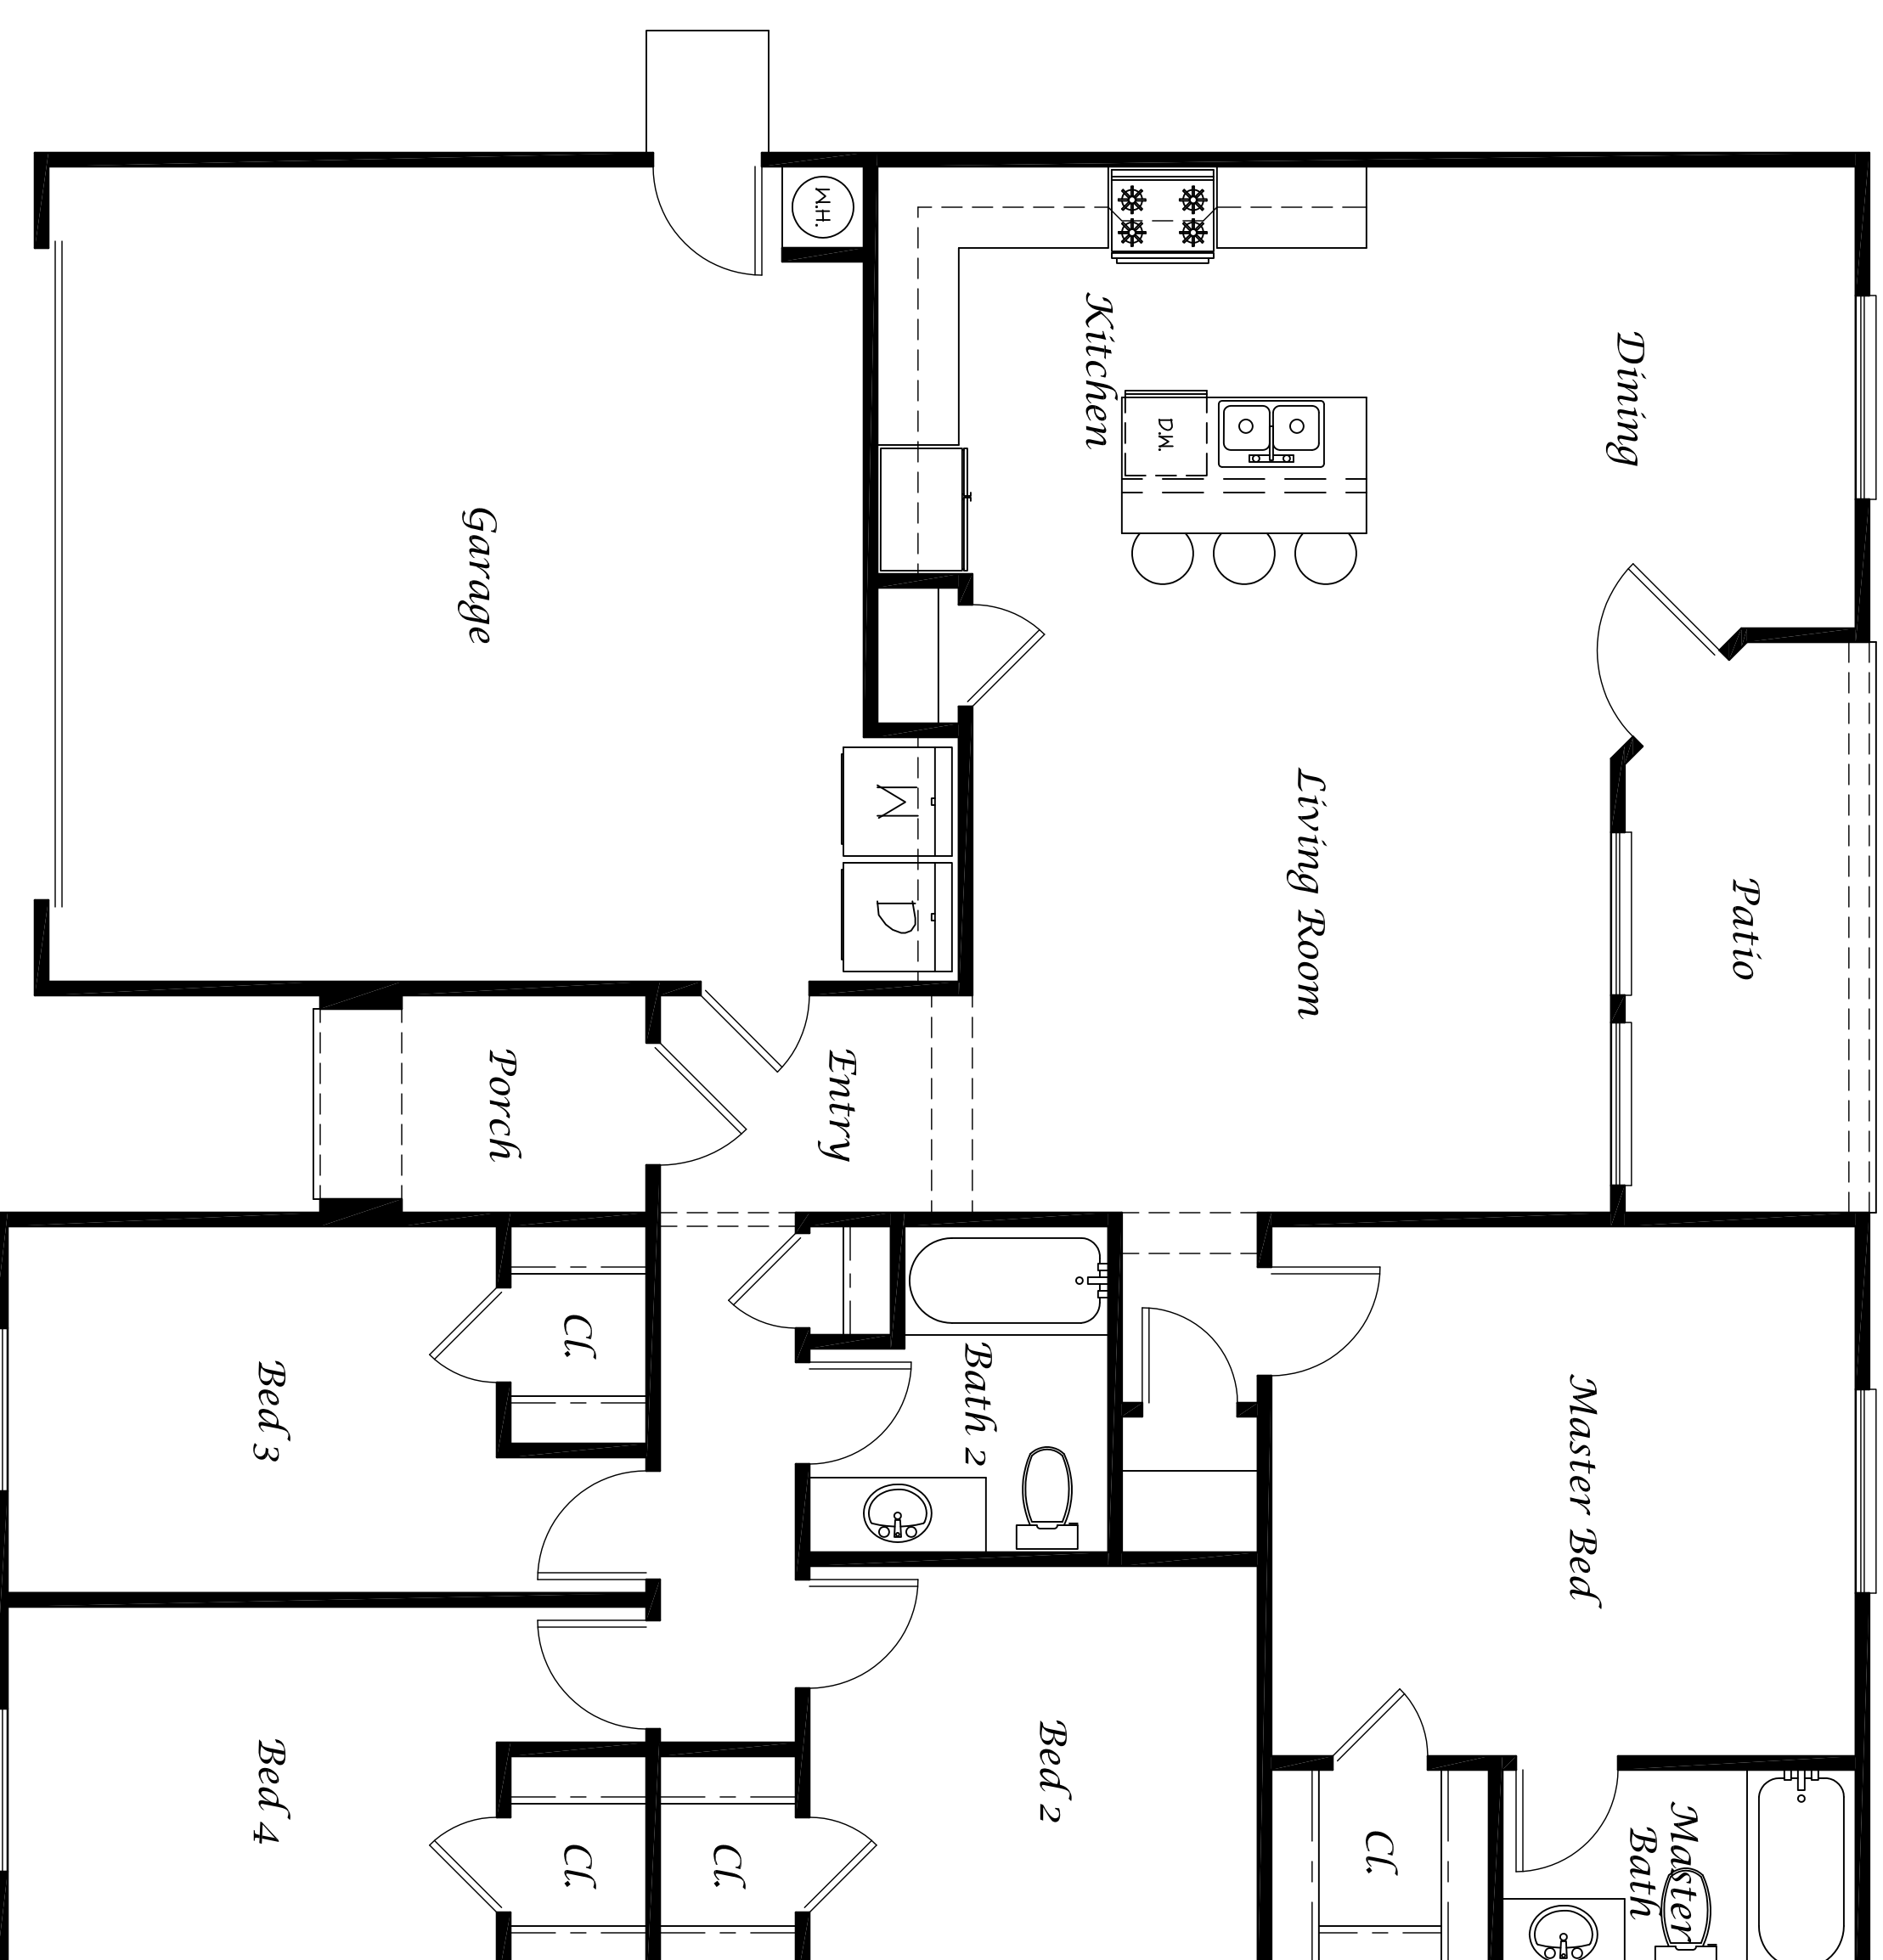 Patio
Master
Bath
Dining
Master Bed
Cl.
Living Room
D.W.
Kitchen
Bed 2
Bath 2
W
D
Entry
W.H.
Cl.
Cl.
Cl.
Porch
Garage
Bed 3
Bed 4